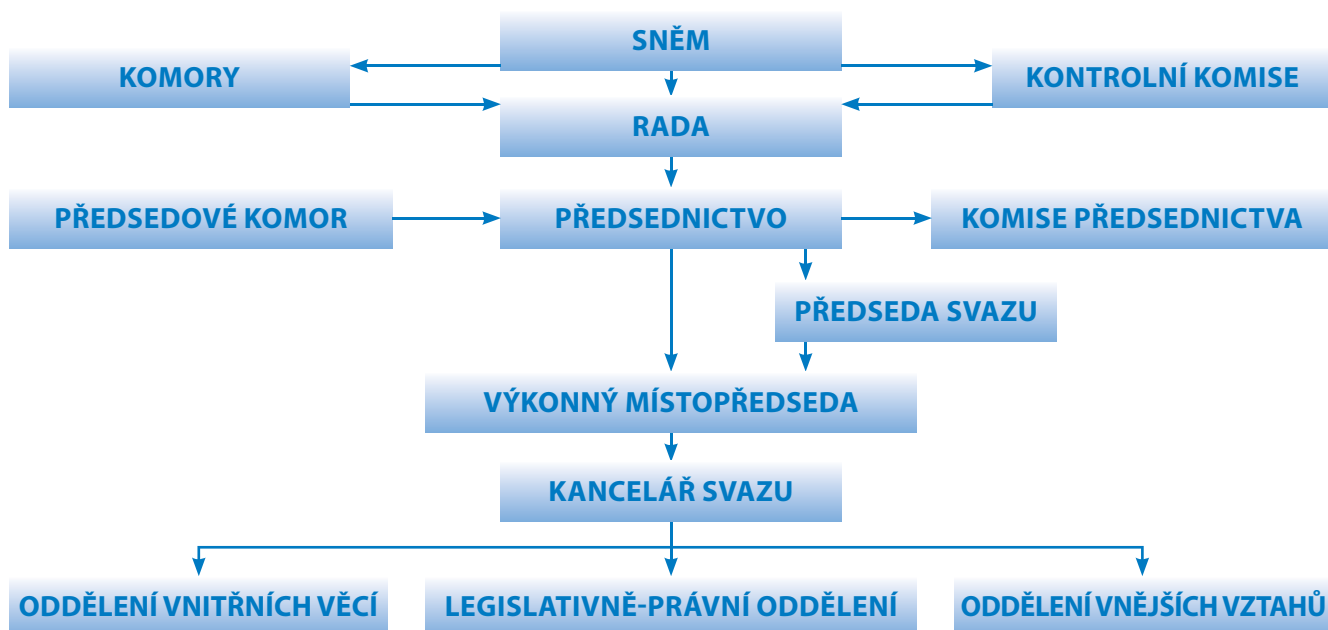 SNĚM
KOMORY
KONTROLNÍ KOMISE
RADA
PŘEDSEDOVÉ KOMOR
PŘEDSEDNICTVO
KOMISE PŘEDSEDNICTVA
PŘEDSEDA SVAZU
VÝKONNÝ MÍSTOPŘEDSEDA
KANCELÁŘ SVAZU
ODDĚLENÍ VNITŘNÍCH VĚCÍ
LEGISLATIVNĚ-PRÁVNÍ ODDĚLENÍ
ODDĚLENÍ VNĚJŠÍCH VZTAHŮ